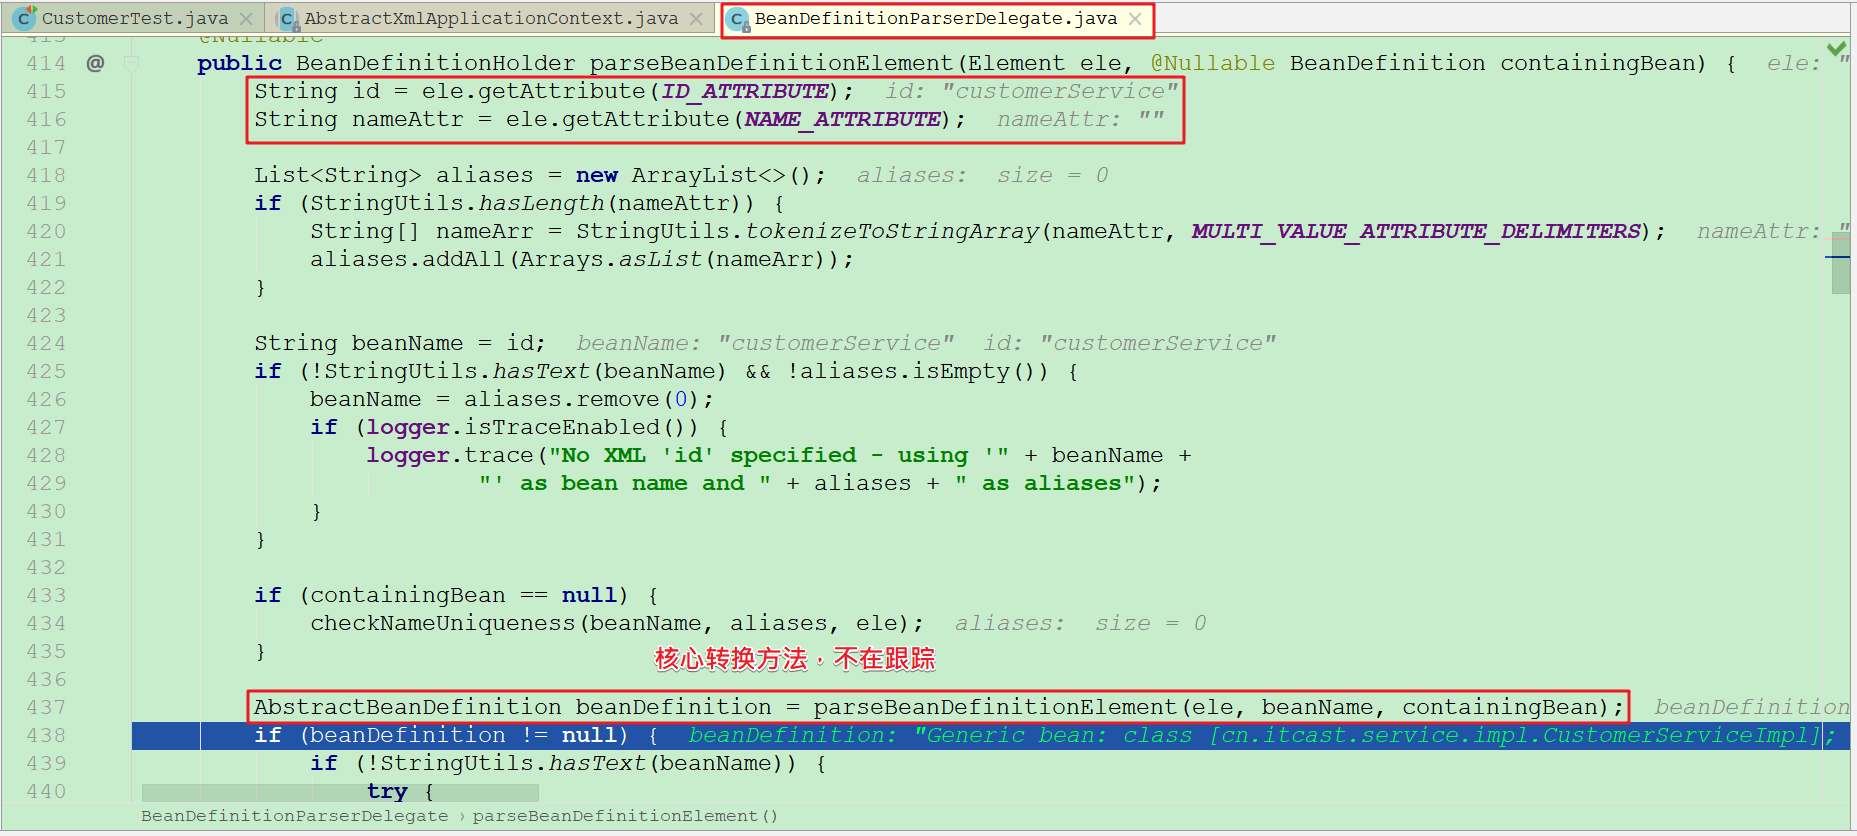 CustomerTest.java
AbstractXmlApplicationContext.java
BeanDefinitionParserDelegate.java
413 @Nullable
414 @ public BeanDefinitionHolder parseBeanDefinitionElement(Element ele, @Nullable BeanDefinition containingBean) { ele: "
415 String id = ele.getAttribute(ID_ATTRIBUTE); id: "customerService"
416 String nameAttr = ele.getAttribute(NAME_ATTRIBUTE); nameAttr: ""
417
418 List<String> aliases = new ArrayList<>(); aliases: size = 0
419 if (StringUtils.hasLength(nameAttr)) {
420 String[] nameArr = StringUtils.tokenizeToStringArray(nameAttr, MULTI_VALUE_ATTRIBUTE_DELIMITERS); nameAttr: "
421 aliases.addAll(Arrays.asList(nameArr));
422 }
423
424 String beanName = id; beanName: "customerService" id: "customerService"
425 if (!StringUtils.hasText(beanName) && !aliases.isEmpty()) {
426 beanName = aliases.remove(0);
427 if (logger.isTraceEnabled()) {
428 logger.trace("No XML 'id' specified - using '" + beanName +
429 "' as bean name and " + aliases + " as aliases");
430 }
431 }
432
433 if (containingBean == null) {
434 checkNameUniqueness(beanName, aliases, ele); aliases: size = 0
435 }
核心转换方法，不在跟踪
436
437 AbstractBeanDefinition beanDefinition = parseBeanDefinitionElement(ele, beanName, containingBean); beanDefinition
438 if (beanDefinition != null) { beanDefinition: "Generic bean: class [cn.itcast.service.impl.CustomerServiceImpl];
439 if (!StringUtils.hasText(beanName)) {
440 try {
BeanDefinitionParserDelegate › parseBeanDefinitionElement()